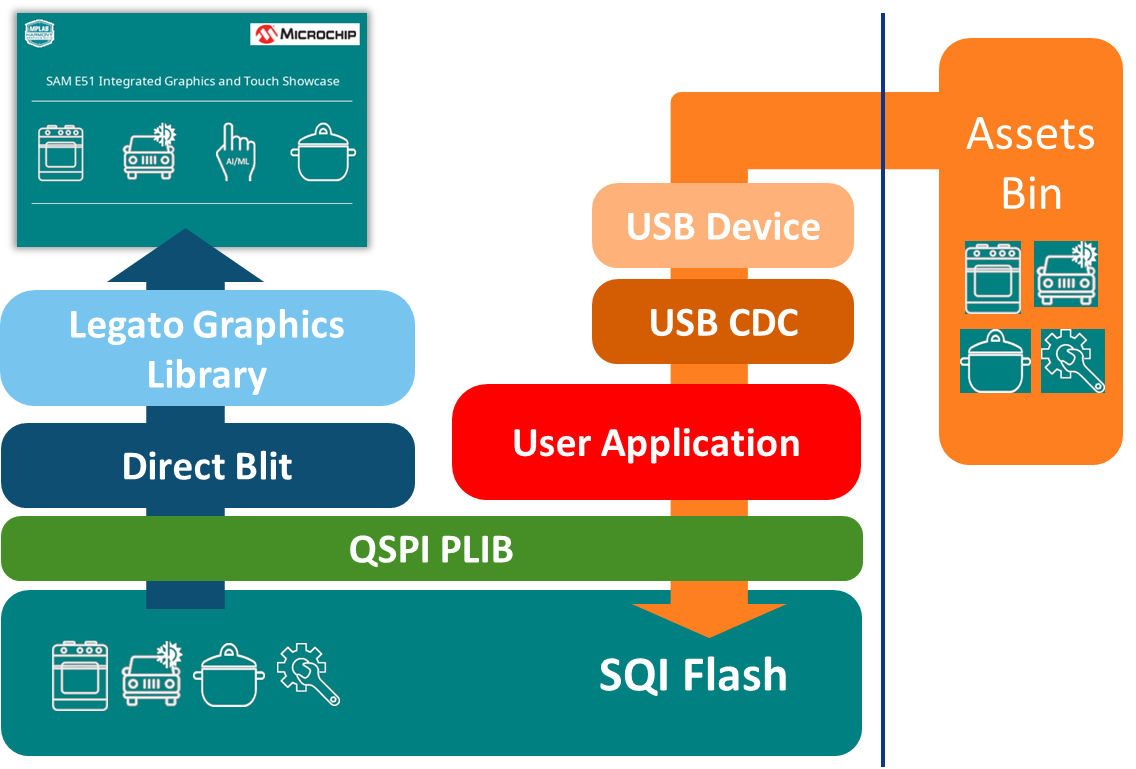 MPLAB
HARMONY
MICROCHIP
SAM E51 Integrated Graphics and Touch Showcase
AI/ML
Assets
Bin
USB Device
USB CDC
Legato Graphics
Library
User Application
Direct Blit
QSPI PLIB
SQI Flash